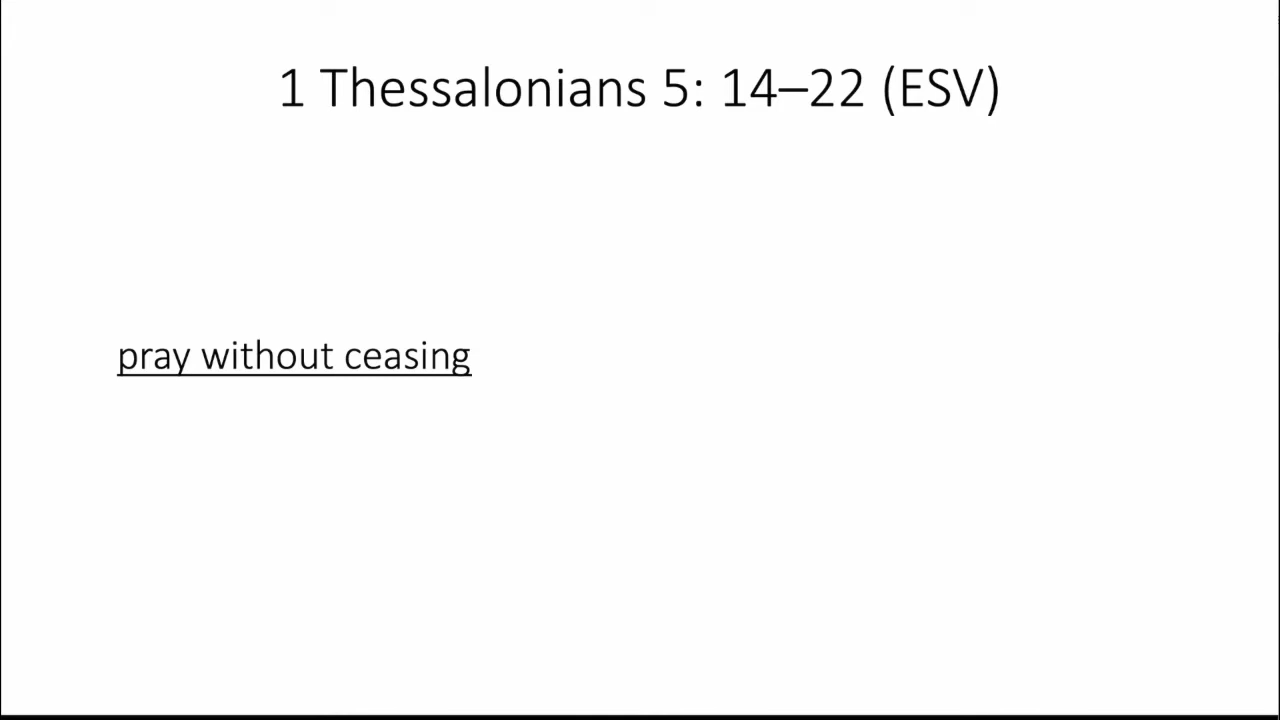 1 Thessalonians 5: 14–22 (ESV)
pray without ceasing